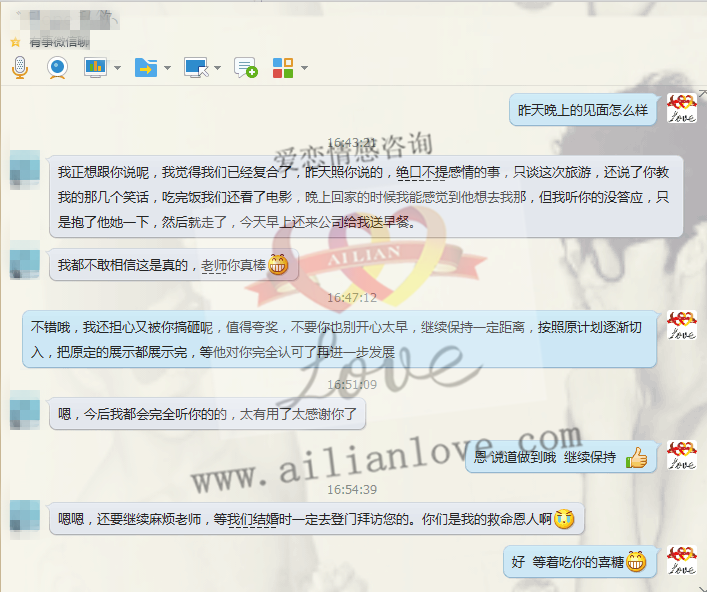 有事微信聊
昨天晚上的见面怎么样
16:43:21
爱恋情感咨询
我正想跟你说呢，我觉得我们已经复合了，昨天照你说的，绝口不提感情的事，只谈这次旅游，还说了你教
我的那几个笑话，吃完饭我们还看了电影，晚上回家的时候我能感觉到他想去我那，但我听你的没答应，只
是抱了他她一下，然后就走了，今天早上还来公司给我送早餐。
我都不敢相信这是真的，老师你真棒
AILIAN
16:47:12
不错哦，我还担心又被你搞砸呢，值得夸奖，不要你也别开心太早，继续保持一定距离，按照原计划逐渐切
入，把原定的展示都展示完，等他对你完全认可了再进一步发展
Love
16:51:09
嗯，今后我都会完全听你的的，太有用了太感谢你了
恩 说道做到哦 继续保持
www.ailianlove.com
16:54:39
嗯嗯，还要继续麻烦老师，等我们结婚时一定去登门拜访您的。你们是我的救命恩人啊
好 等着吃你的喜糖
Love
Love
Love
Love